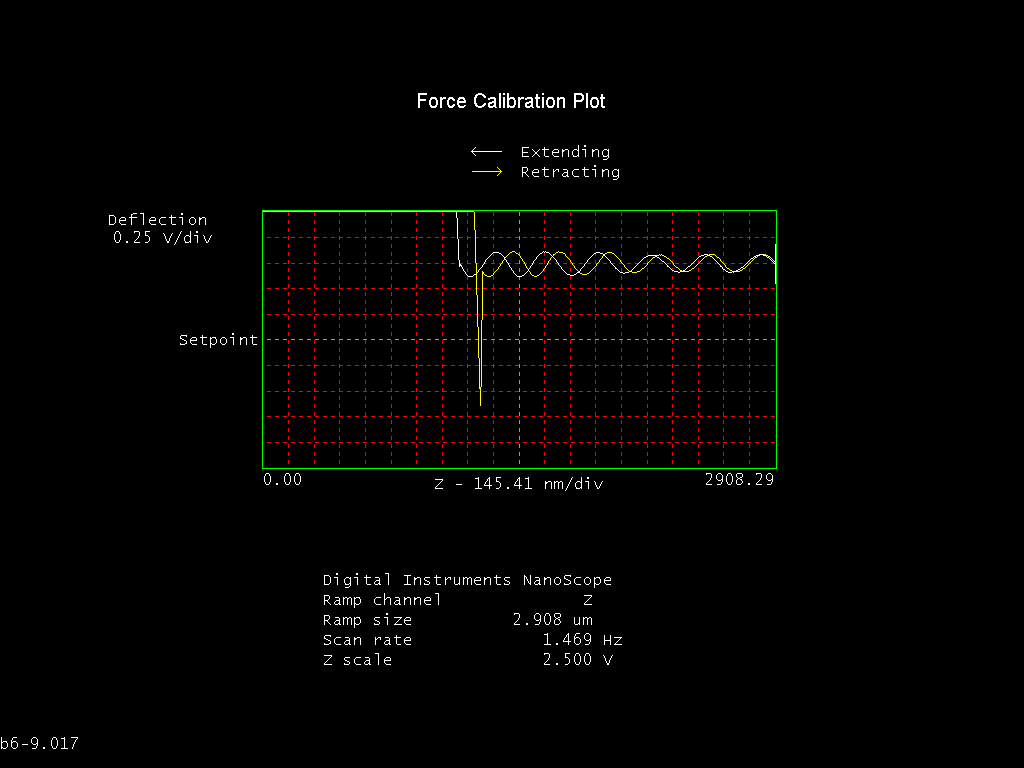 Force Calibration Plot
Extending
Retracting
Deflection
0.25 V/div
Setpoint
0.00
Z - 145.41 nm/div
2908.29
Digital Instruments NanoScope
Ramp channel Z
Ramp size 2.908 um
Scan rate 1.469 Hz
Z scale 2.500 V
b6-9.017